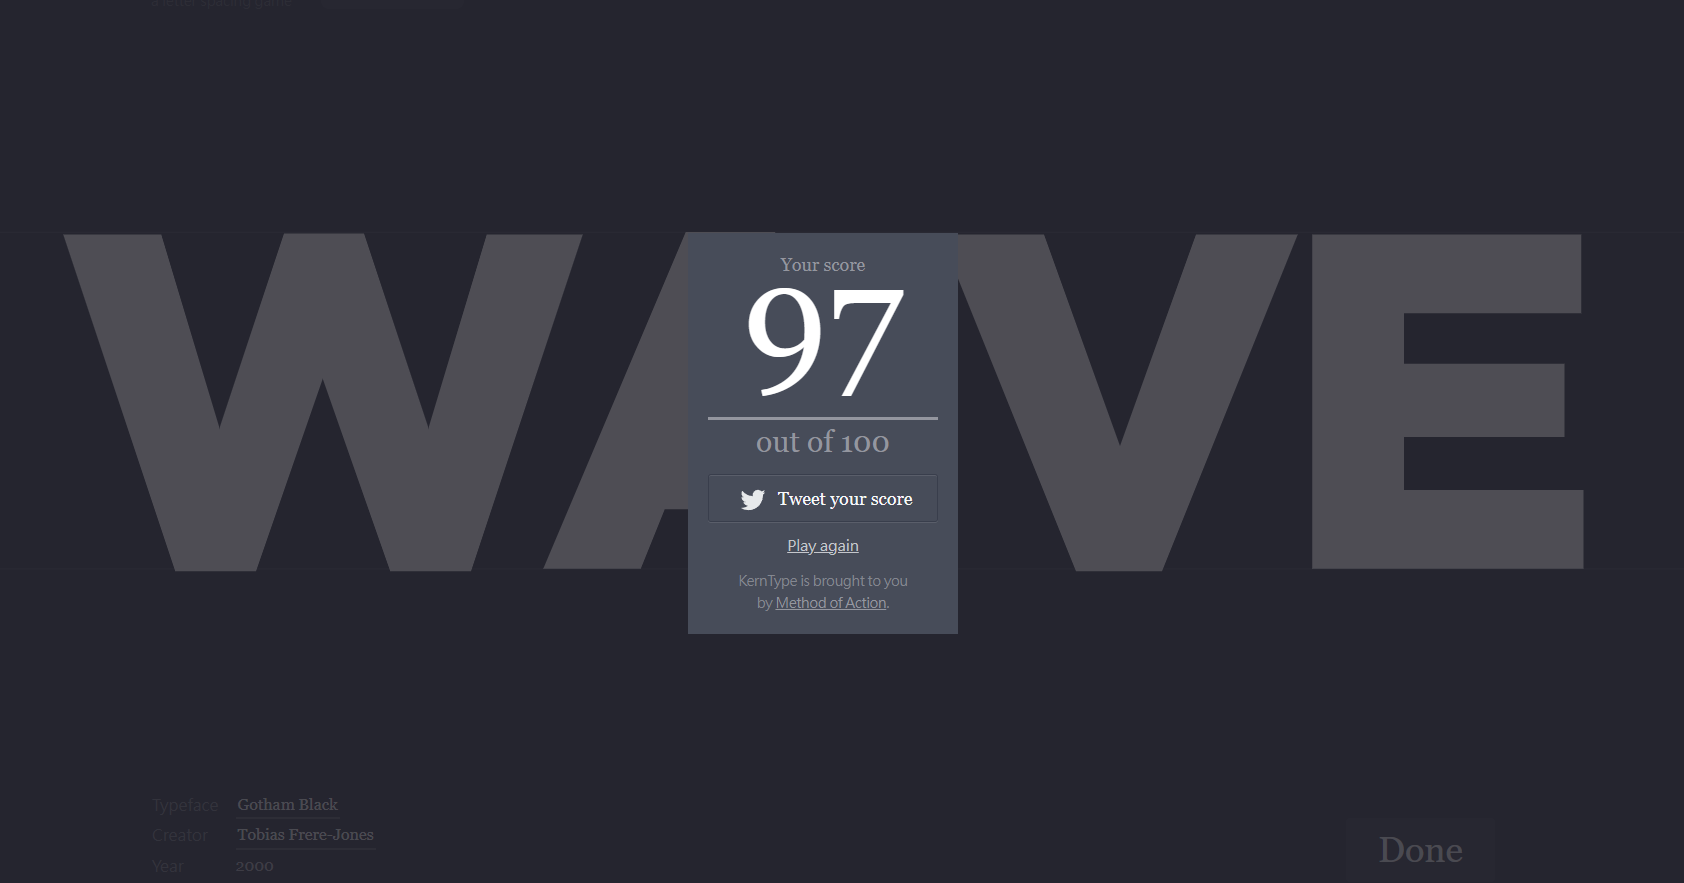 a letter spacing game
WAVE
Your score
97
out of 100
Tweet your score
Play again
KernType is brought to you
by Method of Action.
Typeface Gotham Black
Creator Tobias Frere-Jones
Year 2000
Done